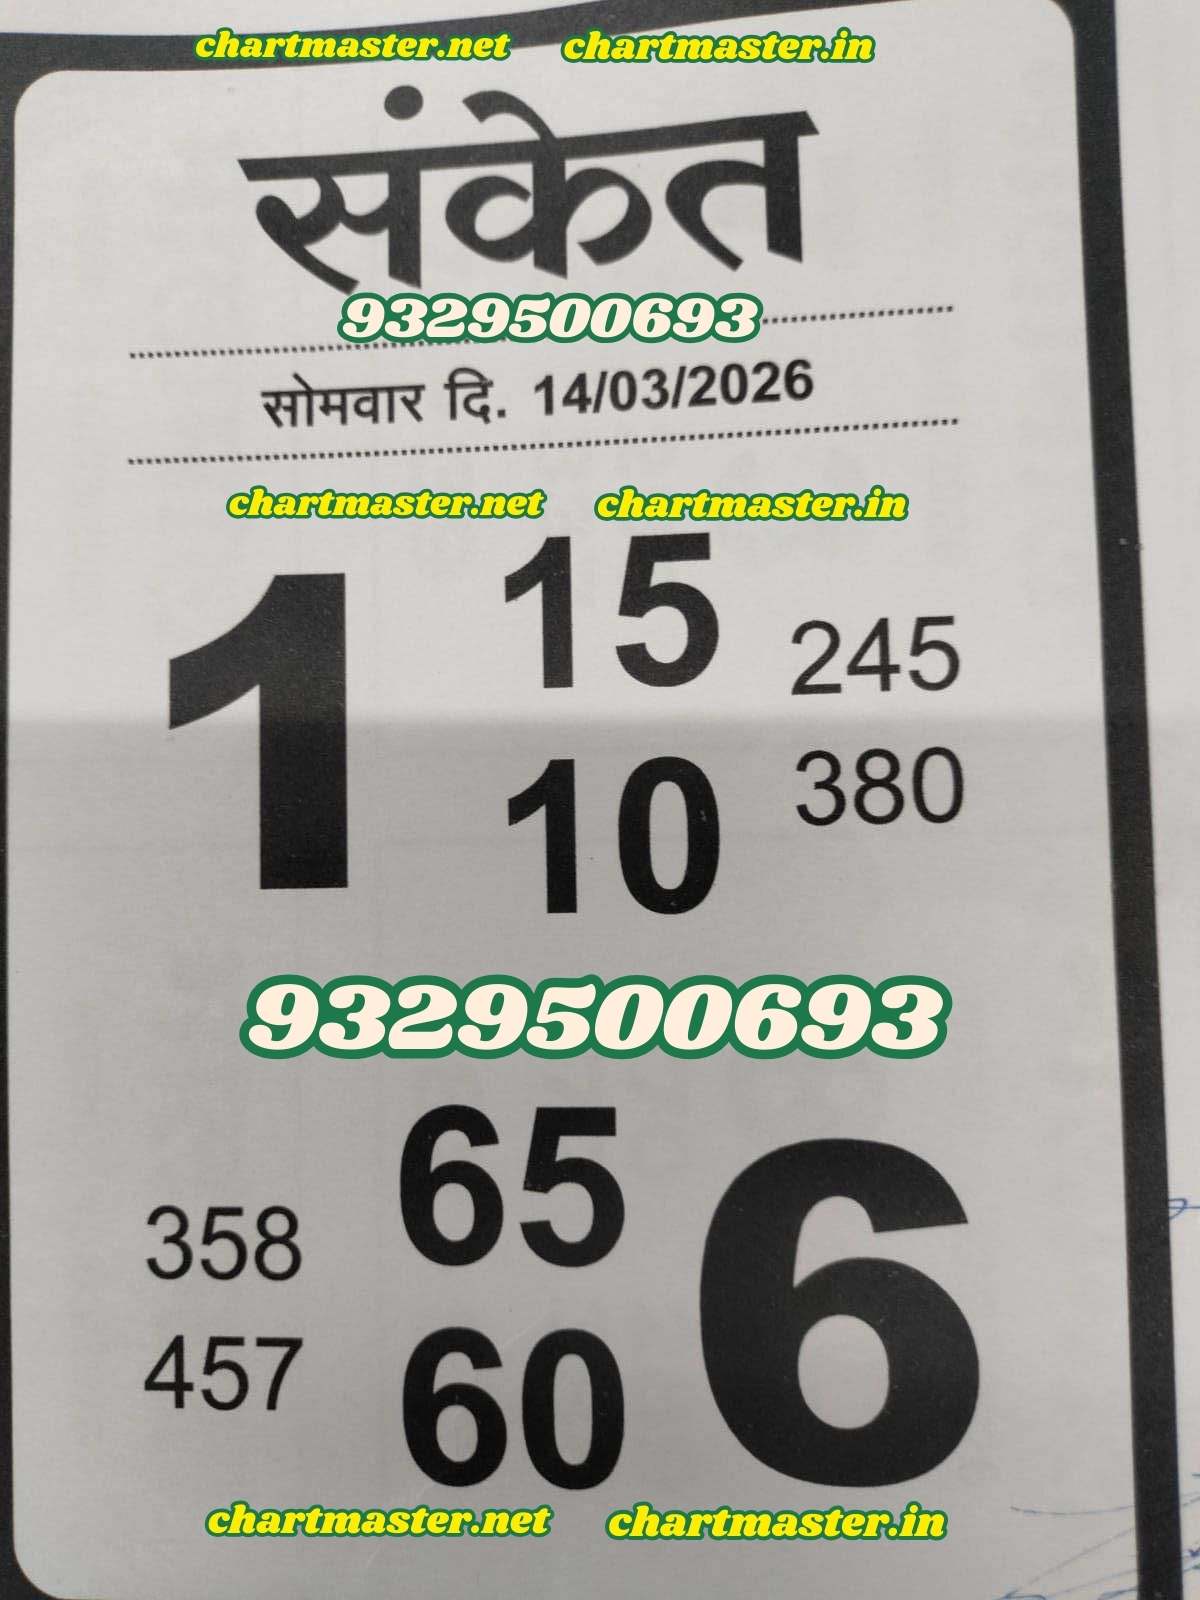 chartmaster.net chartmaster.in
संकेत
9329500693
सोमवार दि. 14/03/2026
chartmaster.net chartmaster.in
1 15 245
10 380
9329500693
358 65 6
457 60
chartmaster.net chartmaster.in